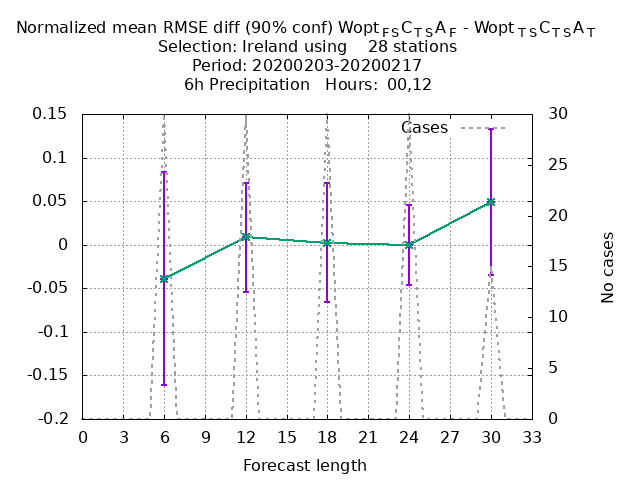 Normalized mean RMSE diff (90% conf) Wopt FS C TS A F - Wopt TS C TS A T
Selection: Ireland using 28 stations
Period: 20200203-20200217
6h Precipitation Hours: 00,12
Cases
0.15
0.1
0.05
0
-0.05
-0.1
-0.15
-0.2
30
25
20
15
10
5
0
No cases
0 3 6 9 12 15 18 21 24 27 30 33
Forecast length